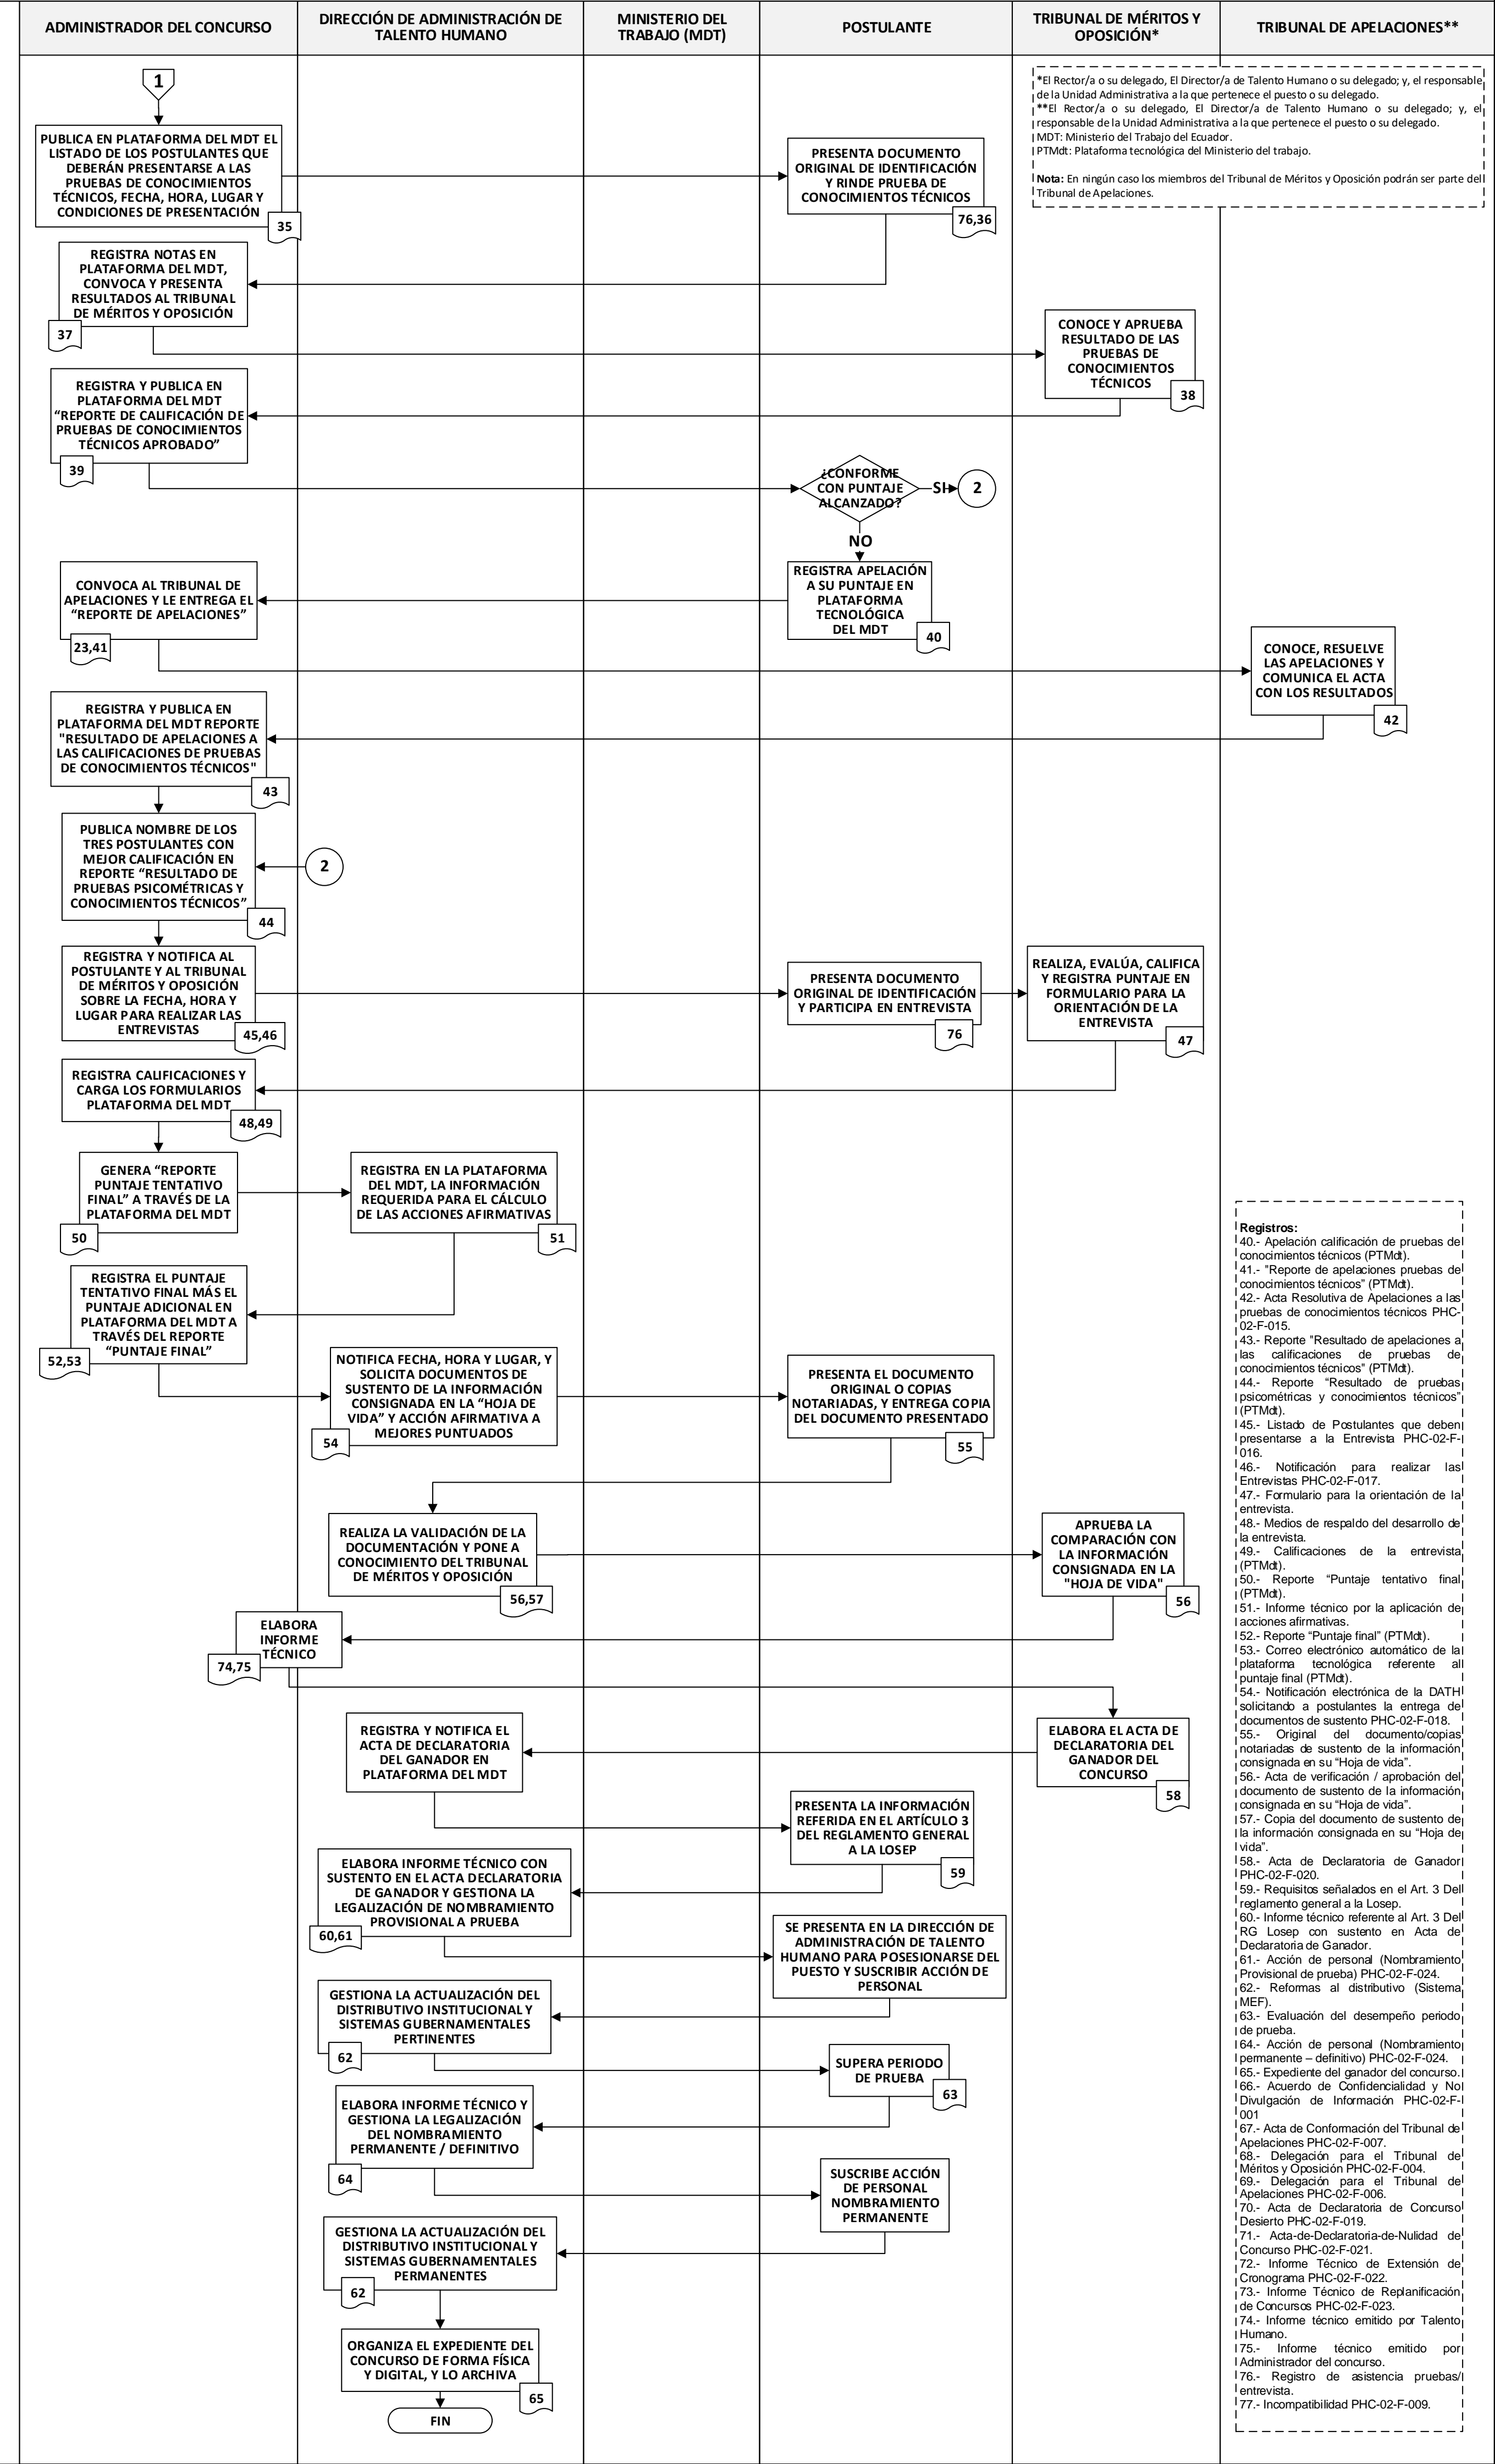 ADMINISTRADOR DEL CONCURSO
DIRECCIÓN DE ADMINISTRACIÓN DE
TALENTO HUMANO
MINISTERIO DEL
TRABAJO (MDT)
POSTULANTE
TRIBUNAL DE MÉRITOS Y
OPOSICIÓN*
TRIBUNAL DE APELACIONES**
*El Rector/a o su delegado, El Director/a de Talento Humano o su delegado; y, el responsable
de la Unidad Administrativa a la que pertenece el puesto o su delegado.
**El Rector/a o su delegado, El Director/a de Talento Humano o su delegado; y, el
responsable de la Unidad Administrativa a la que pertenece el puesto o su delegado.
MDT: Ministerio del Trabajo del Ecuador.
PTMdt: Plataforma tecnológica del Ministerio del trabajo.
Nota: En ningún caso los miembros del Tribunal de Méritos y Oposición podrán ser parte del
Tribunal de Apelaciones.
1
PUBLICA EN PLATAFORMA DEL MDT EL
LISTADO DE LOS POSTULANTES QUE
DEBERÁN PRESENTARSE A LAS
PRUEBAS DE CONOCIMIENTOS
TÉCNICOS, FECHA, HORA, LUGAR Y
CONDICIONES DE PRESENTACIÓN
35
PRESENTA DOCUMENTO
ORIGINAL DE IDENTIFICACIÓN
Y RINDE PRUEBA DE
CONOCIMIENTOS TÉCNICOS
76,36
REGISTRA NOTAS EN
PLATAFORMA DEL MDT,
CONVOCA Y PRESENTA
RESULTADOS AL TRIBUNAL
DE MÉRITOS Y OPOSICIÓN
37
CONOCE Y APRUEBA
RESULTADO DE LAS
PRUEBAS DE
CONOCIMIENTOS
TÉCNICOS
38
REGISTRA Y PUBLICA EN
PLATAFORMA DEL MDT
“REPORTE DE CALIFICACIÓN DE
PRUEBAS DE CONOCIMIENTOS
TÉCNICOS APROBADO”
39
¿CONFORME
CON PUNTAJE
ALCANZADO?
SI
2
NO
REGISTRA APELACIÓN
A SU PUNTAJE EN
PLATAFORMA
TECNOLÓGICA
DEL MDT
40
CONVOCA AL TRIBUNAL DE
APELACIONES Y LE ENTREGA EL
“REPORTE DE APELACIONES”
23,41
CONOCE, RESUELVE
LAS APELACIONES Y
COMUNICA EL ACTA
CON LOS RESULTADOS
42
REGISTRA Y PUBLICA EN
PLATAFORMA DEL MDT REPORTE
"RESULTADO DE APELACIONES A
LAS CALIFICACIONES DE PRUEBAS
DE CONOCIMIENTOS TÉCNICOS"
43
PUBLICA NOMBRE DE LOS
TRES POSTULANTES CON
MEJOR CALIFICACIÓN EN
REPORTE “RESULTADO DE
PRUEBAS PSICOMÉTRICAS Y
CONOCIMIENTOS TÉCNICOS”
44
2
REGISTRA Y NOTIFICA AL
POSTULANTE Y AL TRIBUNAL
DE MÉRITOS Y OPOSICIÓN
SOBRE LA FECHA, HORA Y
LUGAR PARA REALIZAR LAS
ENTREVISTAS
45,46
PRESENTA DOCUMENTO
ORIGINAL DE IDENTIFICACIÓN
Y PARTICIPA EN ENTREVISTA
76
REALIZA, EVALÚA, CALIFICA
Y REGISTRA PUNTAJE EN
FORMULARIO PARA LA
ORIENTACIÓN DE LA
ENTREVISTA
47
REGISTRA CALIFICACIONES Y
CARGA LOS FORMULARIOS
PLATAFORMA DEL MDT
48,49
GENERA “REPORTE
PUNTAJE TENTATIVO
FINAL” A TRAVÉS DE LA
PLATAFORMA DEL MDT
50
REGISTRA EN LA PLATAFORMA
DEL MDT, LA INFORMACIÓN
REQUERIDA PARA EL CÁLCULO
DE LAS ACCIONES AFIRMATIVAS
51
REGISTRA EL PUNTAJE
TENTATIVO FINAL MÁS EL
PUNTAJE ADICIONAL EN
PLATAFORMA DEL MDT A
TRAVÉS DEL REPORTE
“PUNTAJE FINAL”
52,53
NOTIFICA FECHA, HORA Y LUGAR, Y
SOLICITA DOCUMENTOS DE
SUSTENTO DE LA INFORMACIÓN
CONSIGNADA EN LA “HOJA DE
VIDA” Y ACCIÓN AFIRMATIVA A
MEJORES PUNTUADOS
54
PRESENTA EL DOCUMENTO
ORIGINAL O COPIAS
NOTARIADAS, Y ENTREGA COPIA
DEL DOCUMENTO PRESENTADO
55
REALIZA LA VALIDACIÓN DE LA
DOCUMENTACIÓN Y PONE A
CONOCIMIENTO DEL TRIBUNAL
DE MÉRITOS Y OPOSICIÓN
56,57
APRUEBA LA
COMPARACIÓN CON
LA INFORMACIÓN
CONSIGNADA EN LA
"HOJA DE VIDA"
56
ELABORA
INFORME
TÉCNICO
74,75
ELABORA EL ACTA DE
DECLARATORIA DEL
GANADOR DEL
CONCURSO
58
REGISTRA Y NOTIFICA EL
ACTA DE DECLARATORIA
DEL GANADOR EN
PLATAFORMA DEL MDT
PRESENTA LA INFORMACIÓN
REFERIDA EN EL ARTÍCULO 3
DEL REGLAMENTO GENERAL
A LA LOSEP
59
ELABORA INFORME TÉCNICO CON
SUSTENTO EN EL ACTA DECLARATORIA
DE GANADOR Y GESTIONA LA
LEGALIZACIÓN DE NOMBRAMIENTO
PROVISIONAL A PRUEBA
60,61
SE PRESENTA EN LA DIRECCIÓN DE
ADMINISTRACIÓN DE TALENTO
HUMANO PARA POSESIONARSE DEL
PUESTO Y SUSCRIBIR ACCIÓN DE
PERSONAL
GESTIONA LA ACTUALIZACIÓN DEL
DISTRIBUTIVO INSTITUCIONAL Y
SISTEMAS GUBERNAMENTALES
PERTINENTES
62
SUPERA PERIODO
DE PRUEBA
63
ELABORA INFORME TÉCNICO Y
GESTIONA LA LEGALIZACIÓN
DEL NOMBRAMIENTO
PERMANENTE / DEFINITIVO
64
SUSCRIBE ACCIÓN
DE PERSONAL
NOMBRAMIENTO
PERMANENTE
GESTIONA LA ACTUALIZACIÓN DEL
DISTRIBUTIVO INSTITUCIONAL Y
SISTEMAS GUBERNAMENTALES
PERMANENTES
62
ORGANIZA EL EXPEDIENTE DEL
CONCURSO DE FORMA FÍSICA
Y DIGITAL, Y LO ARCHIVA
65
FIN
Registros:
40.- Apelación calificación de pruebas de
conocimientos técnicos (PTMdt).
41.- "Reporte de apelaciones pruebas de
conocimientos técnicos” (PTMdt).
42.- Acta Resolutiva de Apelaciones a las
pruebas de conocimientos técnicos PHC-
02-F-015.
43.- Reporte "Resultado de apelaciones a
las calificaciones de pruebas de
conocimientos técnicos” (PTMdt).
44.- Reporte “Resultado de pruebas
psicométricas y conocimientos técnicos”
(PTMdt).
45.- Listado de Postulantes que deben
presentarse a la Entrevista PHC-02-F-
016.
46.- Notificación para realizar las
Entrevistas PHC-02-F-017.
47.- Formulario para la orientación de la
entrevista.
48.- Medios de respaldo del desarrollo de
la entrevista.
49.- Calificaciones de la entrevista
(PTMdt).
50.- Reporte “Puntaje tentativo final
(PTMdt).
51.- Informe técnico por la aplicación de
acciones afirmativas.
52.- Reporte “Puntaje final” (PTMdt).
53.- Correo electrónico automático de la
plataforma tecnológica referente all
puntaje final (PTMdt).
54.- Notificación electrónica de la DATH
solicitando a postulantes la entrega de
documentos de sustento PHC-02-F-018.
55.- Original del documento/copias
notariadas de sustento de la información
consignada en su “Hoja de vida”.
56.- Acta de verificación / aprobación del
documento de sustento de la información
consignada en su “Hoja de vida”.
57.- Copia del documento de sustento de
la información consignada en su “Hoja de
vida”.
58.- Acta de Declaratoria de Ganador
PHC-02-F-020.
59.- Requisitos señalados en el Art. 3 Del
reglamento general a la Losep.
60.- Informe técnico referente al Art. 3 Del
RG Losep con sustento en Acta de
Declaratoria de Ganador.
61.- Acción de personal (Nombramiento
Provisional de prueba) PHC-02-F-024.
62.- Reformas al distributivo (Sistema
MEF).
63.- Evaluación del desempeño periodo
de prueba.
64.- Acción de personal (Nombramiento
permanente – definitivo) PHC-02-F-024.
65.- Expediente del ganador del concurso.
66.- Acuerdo de Confidencialidad y No
Divulgación de Información PHC-02-F-
001
67.- Acta de Conformación del Tribunal de
Apelaciones PHC-02-F-007.
68.- Delegación para el Tribunal de
Méritos y Oposición PHC-02-F-004.
69.- Delegación para el Tribunal de
Apelaciones PHC-02-F-006.
70.- Acta de Declaratoria de Concurso
Desierto PHC-02-F-019.
71.- Acta-de-Declaratoria-de-Nulidad de
Concurso PHC-02-F-021.
72.- Informe Técnico de Extensión de
Cronograma PHC-02-F-022.
73.- Informe Técnico de Replanificación
de Concursos PHC-02-F-023.
74.- Informe técnico emitido por Talento
Humano.
75.- Informe técnico emitido por
Administrador del concurso.
76.- Registro de asistencia pruebas/
entrevista.
77.- Incompatibilidad PHC-02-F-009.